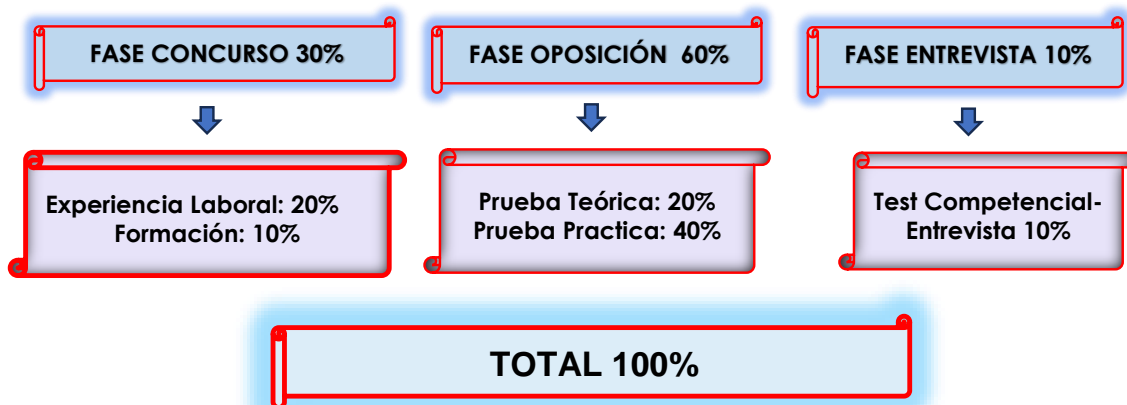 FASE CONCURSO 30%
FASE OPOSICIÓN 60%
FASE ENTREVISTA 10%
Experiencia Laboral: 20%
Formación: 10%
Prueba Teórica: 20%
Prueba Practica: 40%
Test Competencial-
Entrevista 10%
TOTAL 100%